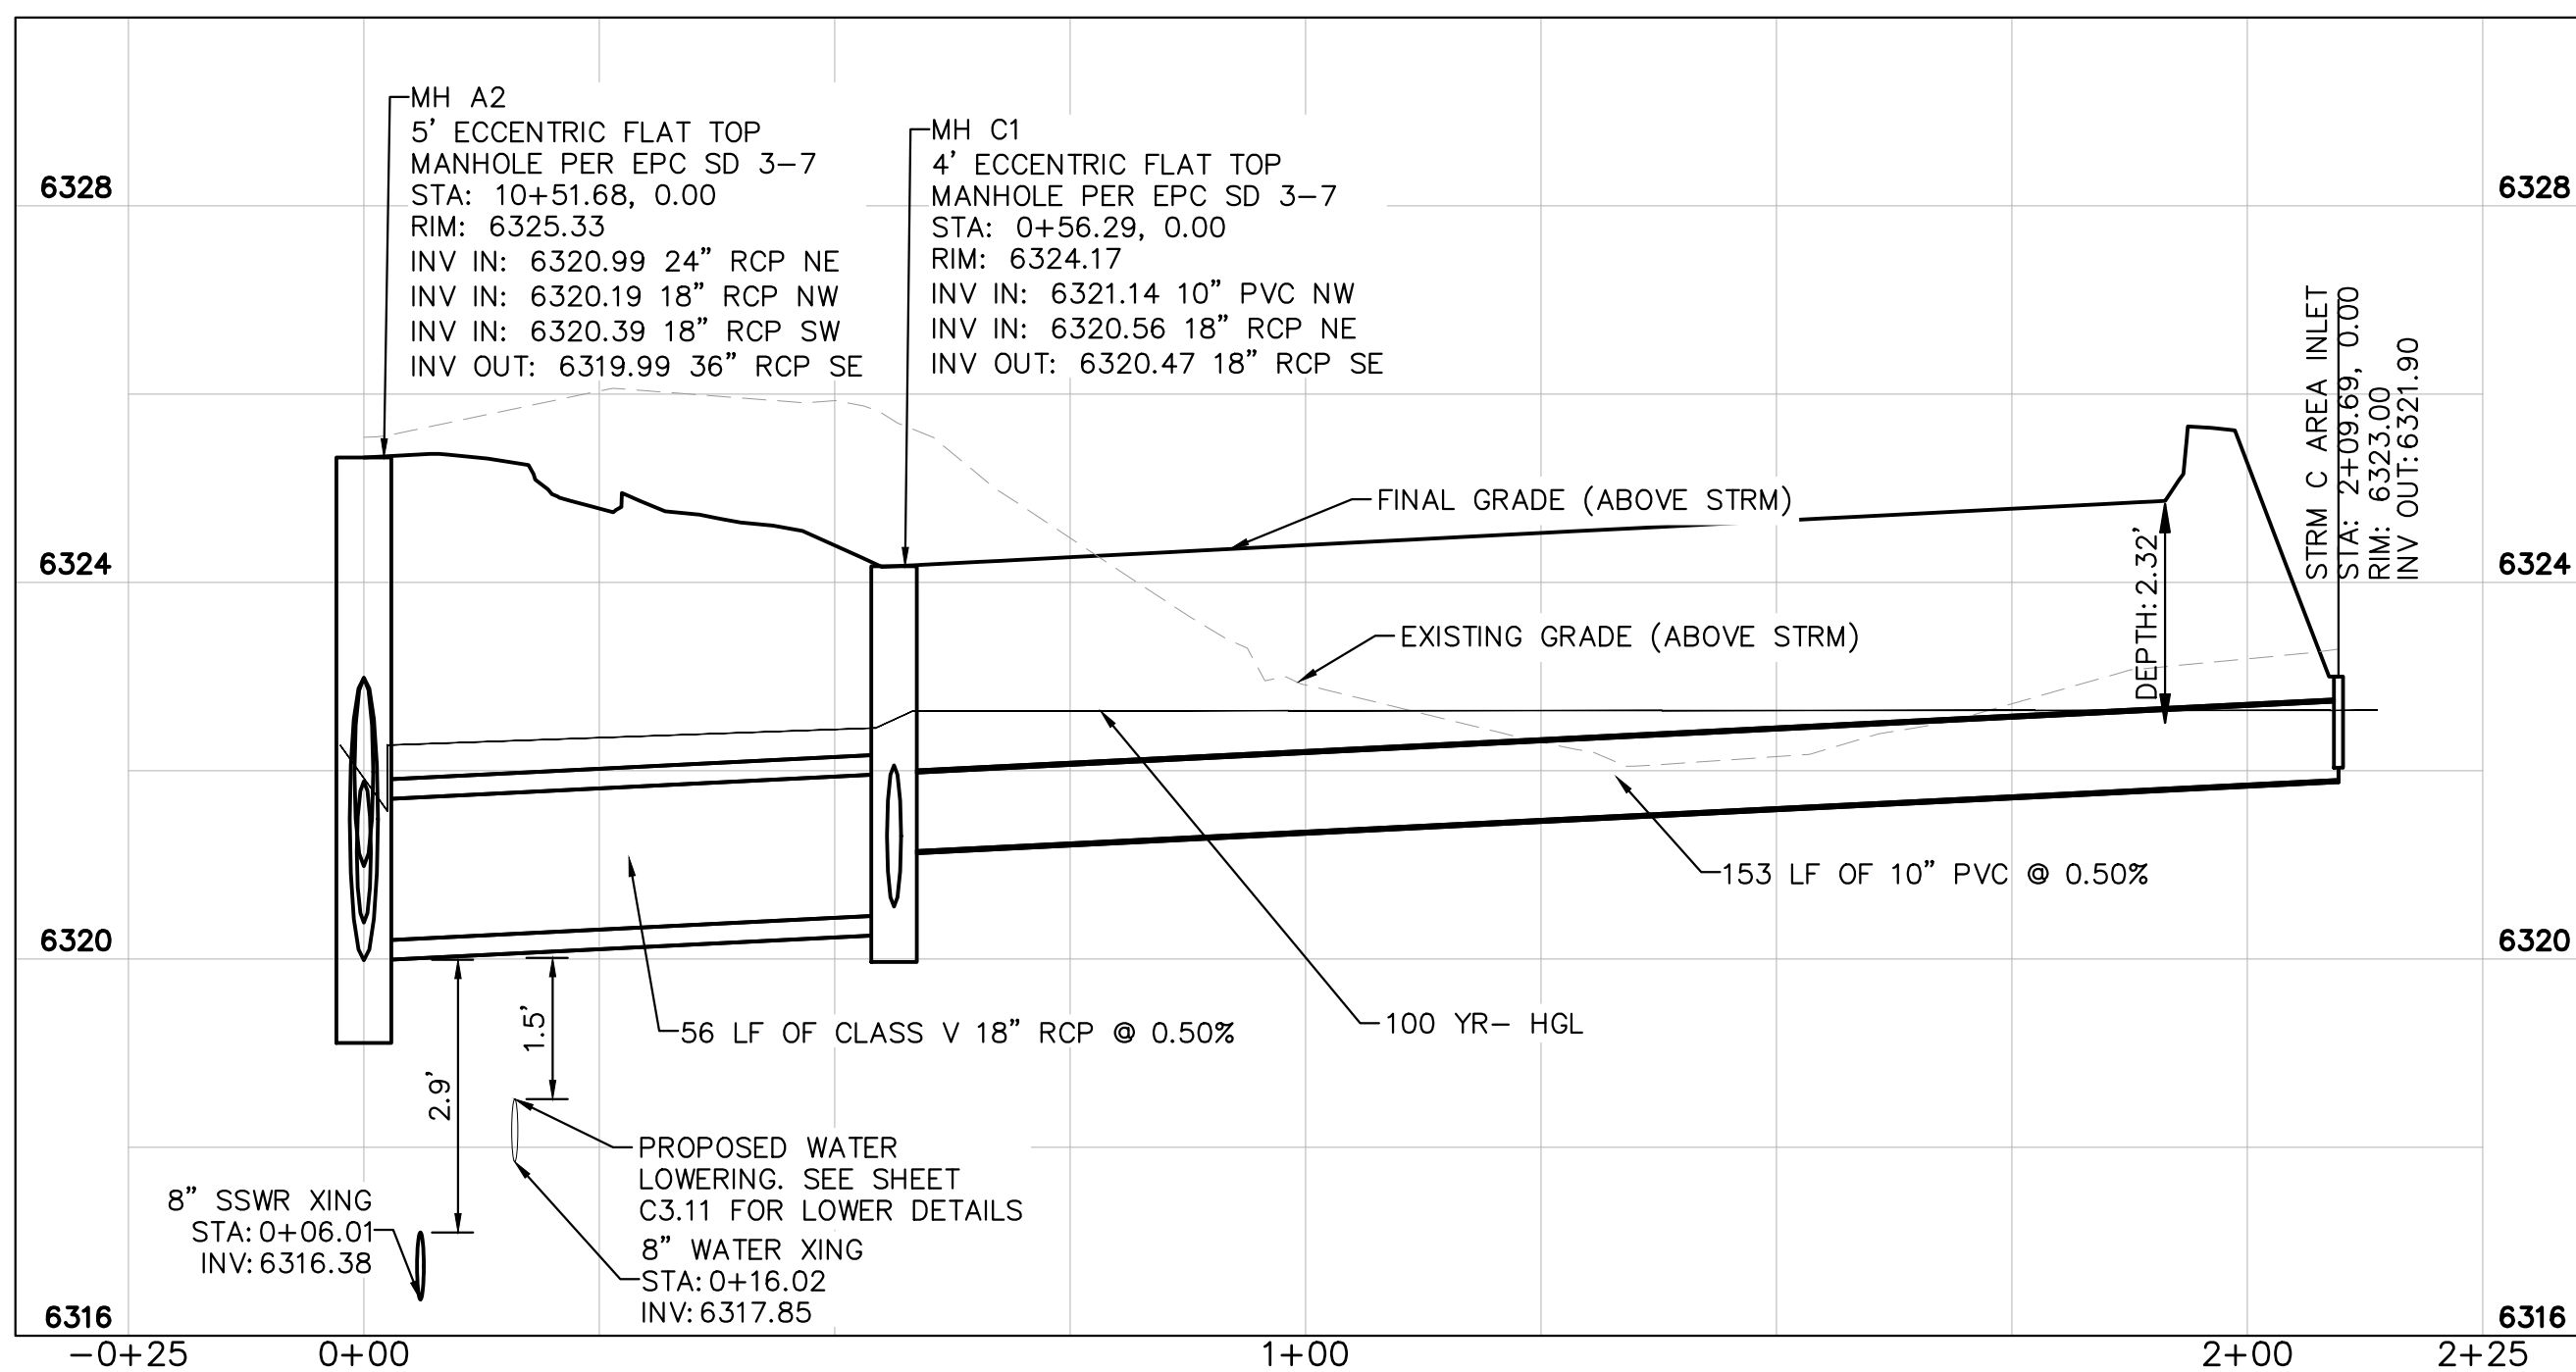 MH A2
5' ECCENTRIC FLAT TOP
MANHOLE PER EPC SD 3-7
STA: 10+51.68, 0.00
RIM: 6325.33
INV IN: 6320.99 24" RCP NE
INV IN: 6320.19 18" RCP NW
INV IN: 6320.39 18" RCP SW
INV OUT: 6319.99 36" RCP SE
MH C1
4' ECCENTRIC FLAT TOP
MANHOLE PER EPC SD 3-7
STA: 0+56.29, 0.00
RIM: 6324.17
INV IN: 6321.14 10" PVC NW
INV IN: 6320.56 18" RCP NE
INV OUT: 6320.47 18" RCP SE
STRM C AREA INLET
STA: 2+09.69, 0.00
RIM: 6323.00
INV OUT: 6321.90
6328
6328
FINAL GRADE (ABOVE STRM)
6324
6324
DEPTH: 2.32'
EXISTING GRADE (ABOVE STRM)
153 LF OF 10" PVC @ 0.50%
6320
6320
56 LF OF CLASS V 18" RCP @ 0.50%
100 YR- HGL
1.5'
2.9'
PROPOSED WATER
LOWERING. SEE SHEET
C3.11 FOR LOWER DETAILS
8" SSWR XING
STA: 0+06.01
INV: 6316.38
8" WATER XING
STA: 0+16.02
INV: 6317.85
6316
6316
-0+25
0+00
1+00
2+00
2+25